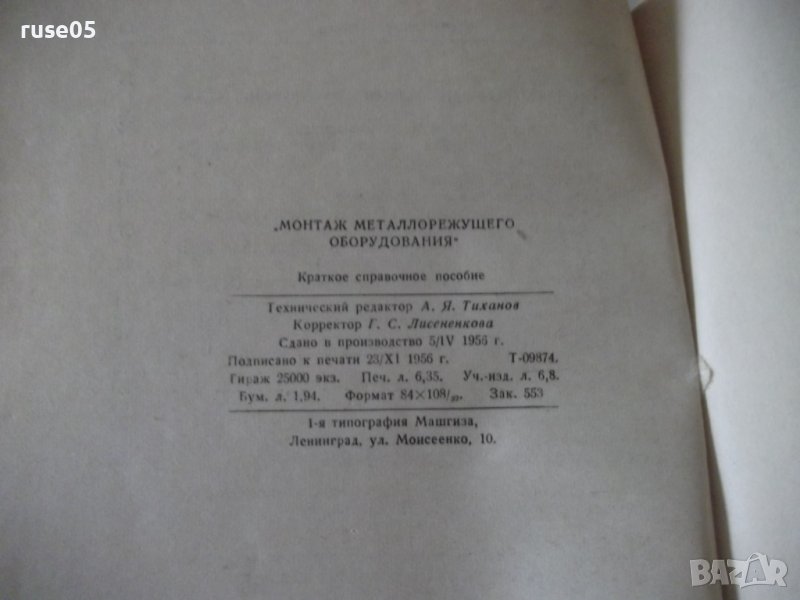 ruse05
„МОНТАЖ МЕТАЛЛОРЕЖУЩЕГО
ОБОРУДОВАНИЯ“
Краткое справочное пособие
Технический редактор А. Я. Тиханов
Корректор Г. С. Лисененкова
Сдано в производство 5/IV 1956 г.
Подписано к печати 23/XI 1956 г. Т-09874.
Тираж 25000 экз. Печ. л. 6,35. Уч.-изд. л. 6,8.
Бум. л. 1,94. Формат 84×108/32. Зак. 553
1-я типография Машгиза,
Ленинград, ул. Моисеенко, 10.
BAZAR